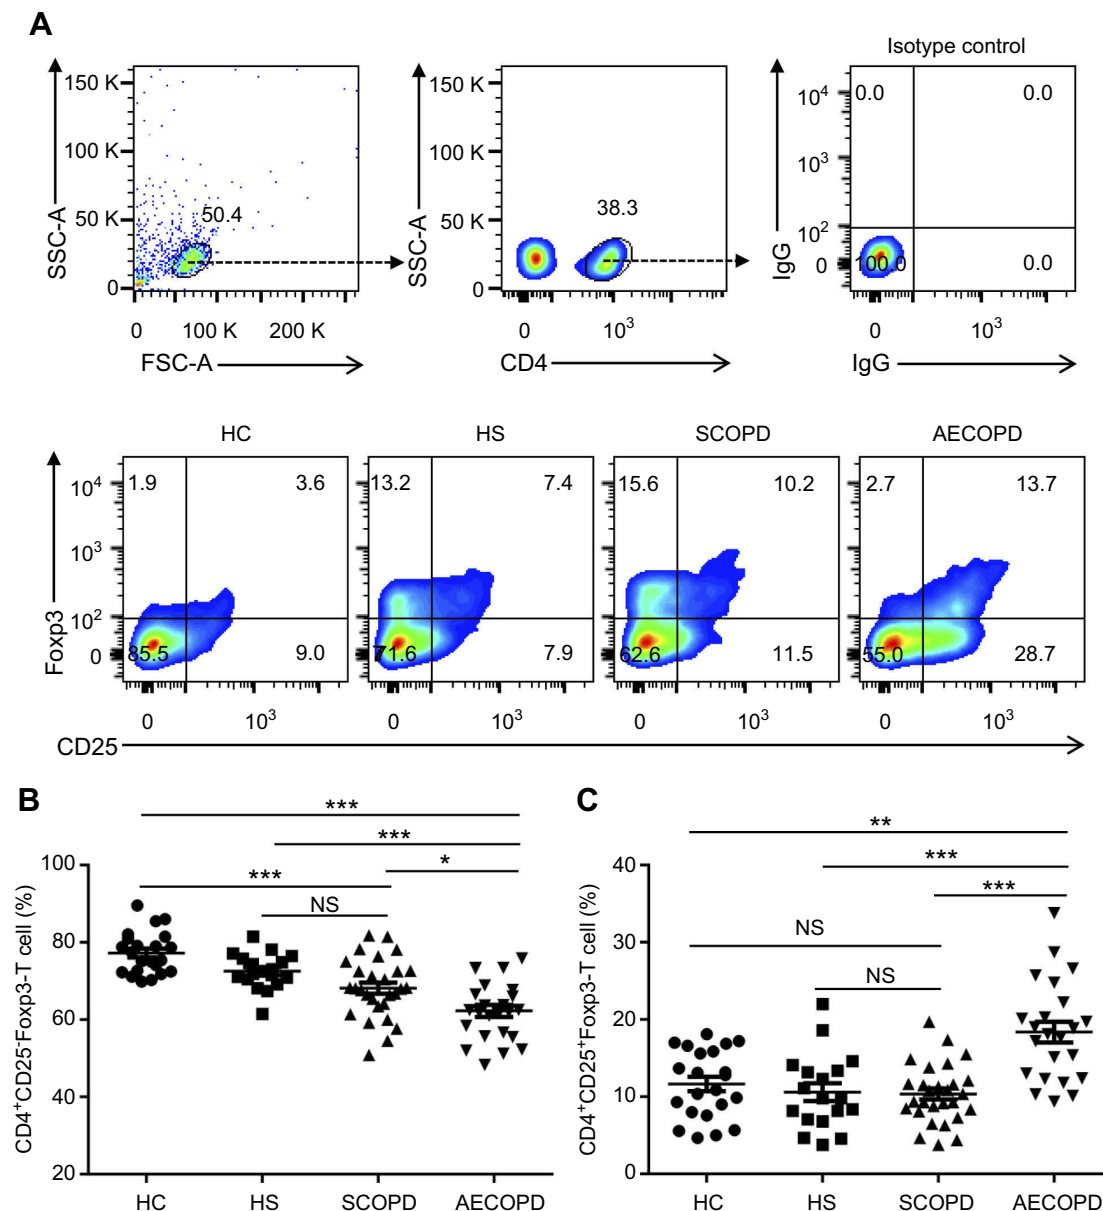 A
Isotype control
150 K
100 K
50 K
0
SSC-A
50.4
0 100 K 200 K
FSC-A
150 K
100 K
50 K
0
SSC-A
38.3
0 10³
CD4
10⁴
10³
10²
0
IgG
0.0 0.0
100.0 0.0
0 10³
IgG
HC HS SCOPD AECOPD
10⁴
10³
10²
0
Foxp3
1.9 3.6 13.2 7.4 15.6 10.2 2.7 13.7
85.5 9.0 71.6 7.9 62.6 11.5 55.0 28.7
0 10³ 0 10³ 0 10³ 0 10³
CD25
B
***
***
*
***
NS
100
80
60
40
20
CD4⁺CD25⁻Foxp3-T cell (%)
HC HS SCOPD AECOPD
C
**
***
***
NS
NS
40
30
20
10
0
CD4⁺CD25⁺Foxp3-T cell (%)
HC HS SCOPD AECOPD